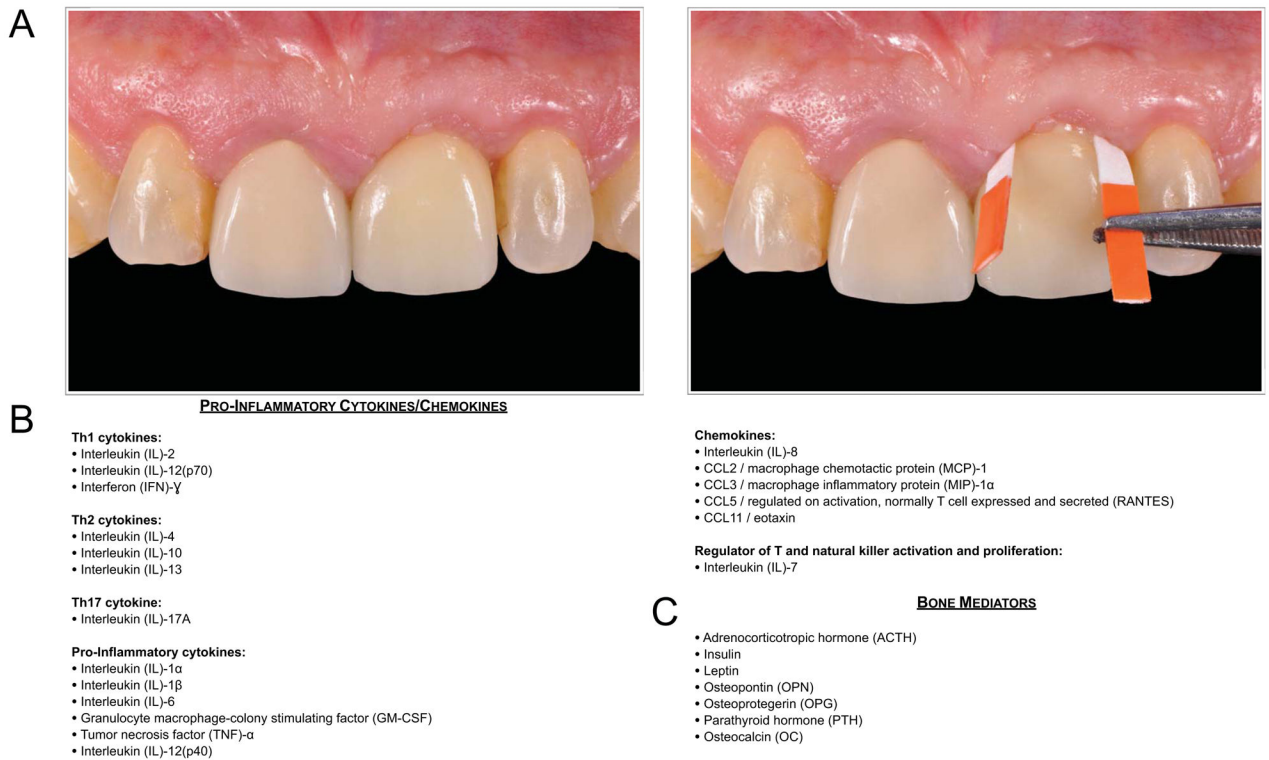 A
B
PRO-INFLAMMATORY CYTOKINES/CHEMOKINES
Th1 cytokines:
• Interleukin (IL)-2
• Interleukin (IL)-12(p70)
• Interferon (IFN)-Ɣ
Th2 cytokines:
• Interleukin (IL)-4
• Interleukin (IL)-10
• Interleukin (IL)-13
Th17 cytokine:
• Interleukin (IL)-17A
Pro-Inflammatory cytokines:
• Interleukin (IL)-1α
• Interleukin (IL)-1β
• Interleukin (IL)-6
• Granulocyte macrophage-colony stimulating factor (GM-CSF)
• Tumor necrosis factor (TNF)-α
• Interleukin (IL)-12(p40)
Chemokines:
• Interleukin (IL)-8
• CCL2 / macrophage chemotactic protein (MCP)-1
• CCL3 / macrophage inflammatory protein (MIP)-1α
• CCL5 / regulated on activation, normally T cell expressed and secreted (RANTES)
• CCL11 / eotaxin
Regulator of T and natural killer activation and proliferation:
• Interleukin (IL)-7
C
BONE MEDIATORS
• Adrenocorticotropic hormone (ACTH)
• Insulin
• Leptin
• Osteopontin (OPN)
• Osteoprotegerin (OPG)
• Parathyroid hormone (PTH)
• Osteocalcin (OC)